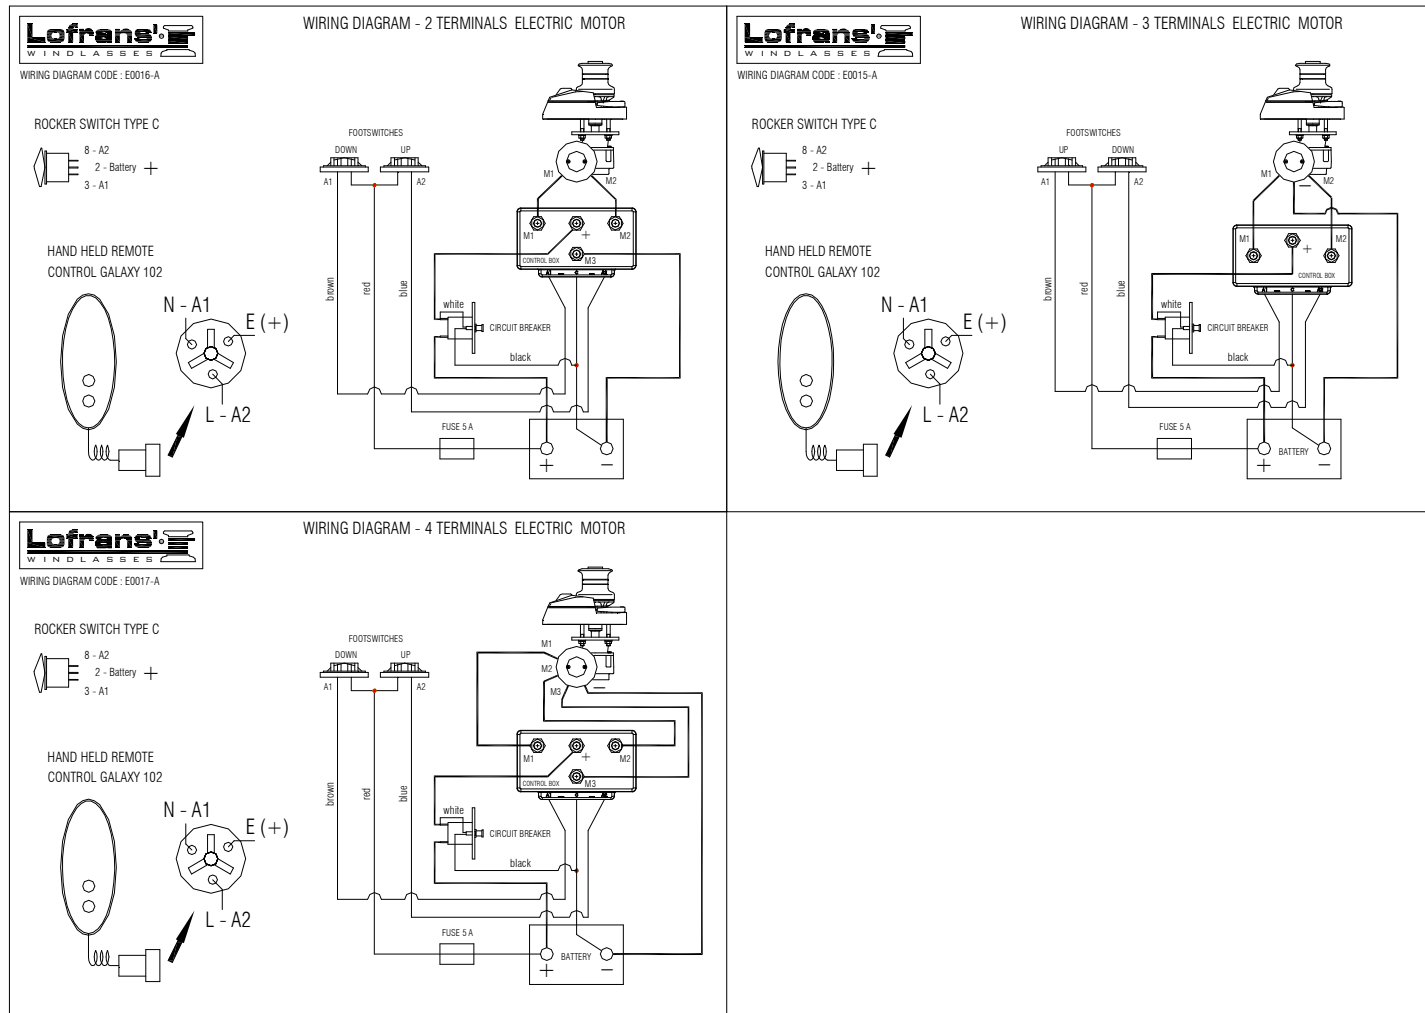 Lofrans'
WINDLASSES
WIRING DIAGRAM - 2 TERMINALS ELECTRIC MOTOR
WIRING DIAGRAM CODE : E0016-A
ROCKER SWITCH TYPE C
8 - A2
2 - Battery +
3 - A1
FOOTSWITCHES
DOWN UP
A1 A2
M1 M2
M1 + M2
CONTROL BOX M3
HAND HELD REMOTE
CONTROL GALAXY 102
N - A1
E (+)
L - A2
brown
red
blue
white
CIRCUIT BREAKER
black
FUSE 5 A
+ −
Lofrans'
WINDLASSES
WIRING DIAGRAM - 3 TERMINALS ELECTRIC MOTOR
WIRING DIAGRAM CODE : E0015-A
ROCKER SWITCH TYPE C
8 - A2
2 - Battery +
3 - A1
FOOTSWITCHES
UP DOWN
A1 A2
M1 − M2
M1 + M2
CONTROL BOX
HAND HELD REMOTE
CONTROL GALAXY 102
N - A1
E (+)
L - A2
brown
red
blue
white
CIRCUIT BREAKER
black
FUSE 5 A
BATTERY
+ −
Lofrans'
WINDLASSES
WIRING DIAGRAM - 4 TERMINALS ELECTRIC MOTOR
WIRING DIAGRAM CODE : E0017-A
ROCKER SWITCH TYPE C
8 - A2
2 - Battery +
3 - A1
FOOTSWITCHES
DOWN UP
A1 A2
M1
M2
M3 −
M1 + M2
CONTROL BOX M3
HAND HELD REMOTE
CONTROL GALAXY 102
N - A1
E (+)
L - A2
brown
red
blue
white
CIRCUIT BREAKER
black
FUSE 5 A
BATTERY
+ −